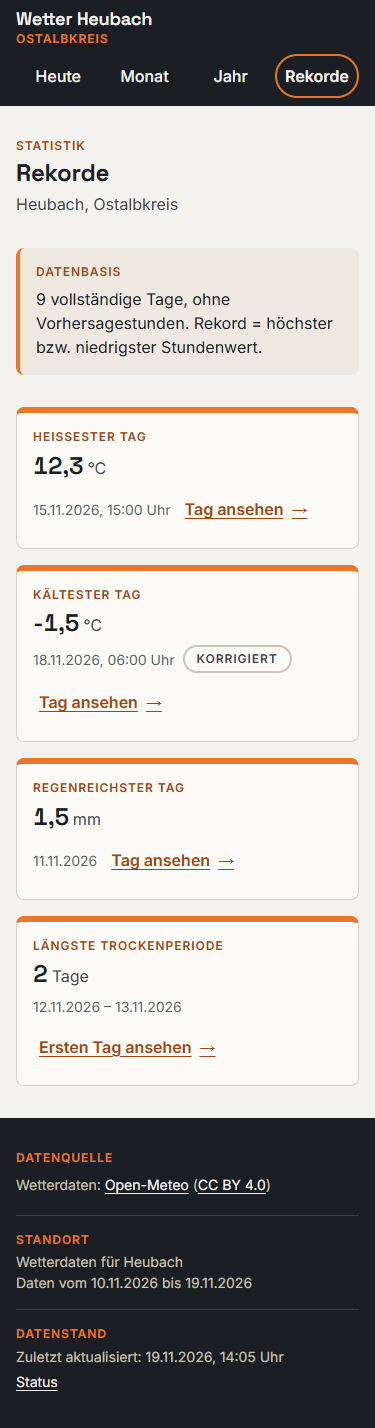 Wetter Heubach
OSTALBKREIS
Heute Monat Jahr Rekorde
STATISTIK
Rekorde
Heubach, Ostalbkreis
DATENBASIS
9 vollständige Tage, ohne
Vorhersagestunden. Rekord = höchster
bzw. niedrigster Stundenwert.
HEISSESTER TAG
12,3 °C
15.11.2026, 15:00 Uhr Tag ansehen →
KÄLTESTER TAG
-1,5 °C
18.11.2026, 06:00 Uhr KORRIGIERT
Tag ansehen →
REGENREICHSTER TAG
1,5 mm
11.11.2026 Tag ansehen →
LÄNGSTE TROCKENPERIODE
2 Tage
12.11.2026 – 13.11.2026
Ersten Tag ansehen →
DATENQUELLE
Wetterdaten: Open-Meteo (CC BY 4.0)
STANDORT
Wetterdaten für Heubach
Daten vom 10.11.2026 bis 19.11.2026
DATENSTAND
Zuletzt aktualisiert: 19.11.2026, 14:05 Uhr
Status